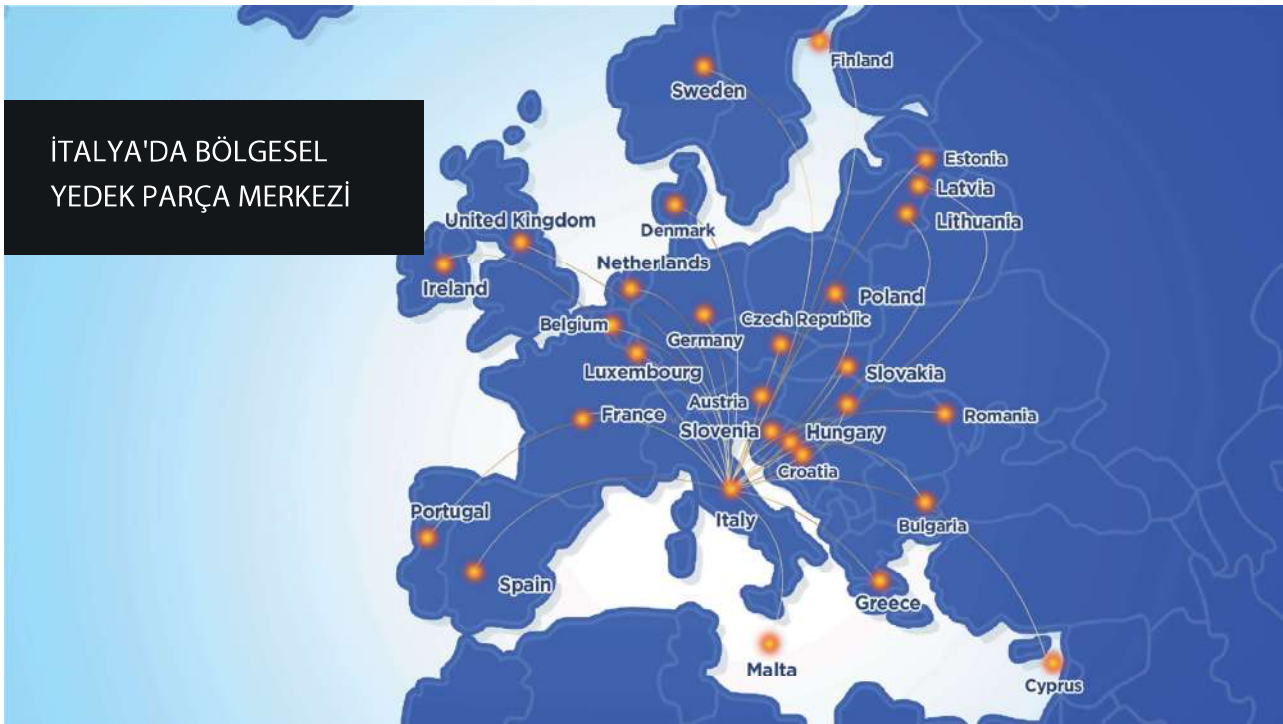 İTALYA'DA BÖLGESEL
YEDEK PARÇA MERKEZİ
Finland
Sweden
Estonia
Latvia
Lithuania
United Kingdom
Denmark
Netherlands
Ireland
Poland
Belgium
Czech Republic
Germany
Luxembourg
Slovakia
Austria
France
Romania
Slovenia
Hungary
Croatia
Portugal
Italy
Bulgaria
Spain
Greece
Malta
Cyprus